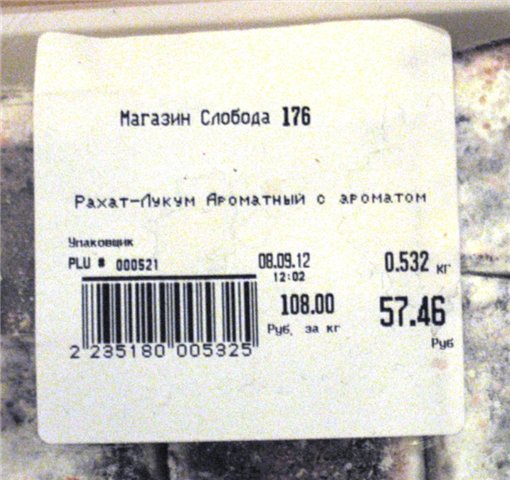 Магазин Слобода 176
Рахат-Лукум Ароматный с ароматом
Упаковщик
PLU # 000521
08.09.12
12:02
0.532 кг
108.00
Руб. за кг
57.46
Руб
2 235180 005325